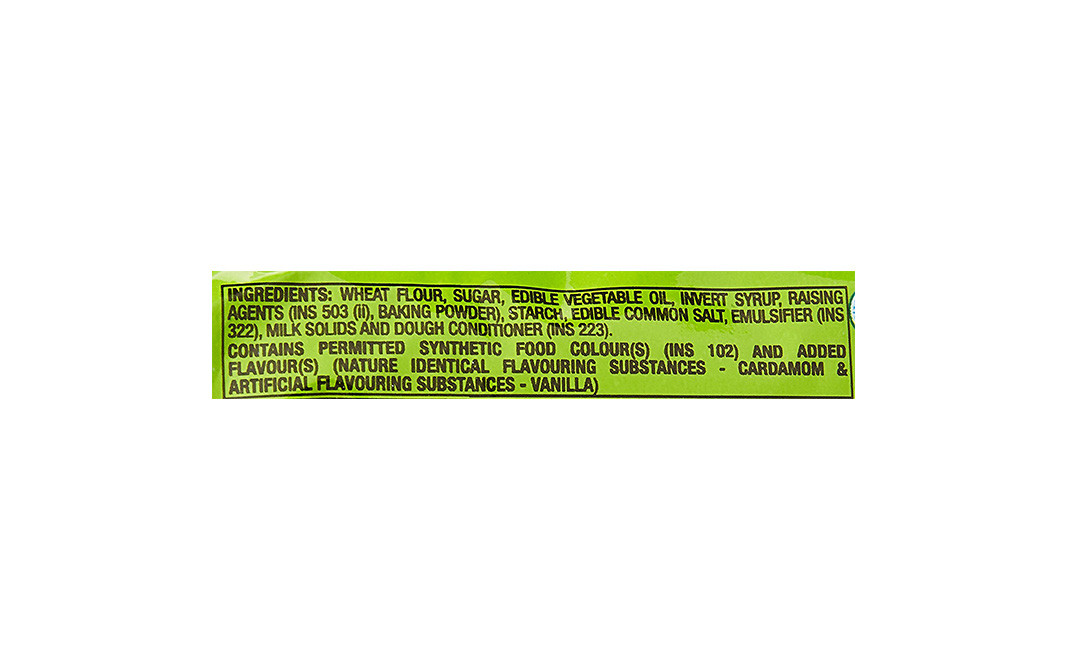 INGREDIENTS: WHEAT FLOUR, SUGAR, EDIBLE VEGETABLE OIL, INVERT SYRUP, RAISING
AGENTS (INS 503 (ii), BAKING POWDER), STARCH, EDIBLE COMMON SALT, EMULSIFIER (INS
322), MILK SOLIDS AND DOUGH CONDITIONER (INS 223).
CONTAINS PERMITTED SYNTHETIC FOOD COLOUR(S) (INS 102) AND ADDED
FLAVOUR(S) (NATURE IDENTICAL FLAVOURING SUBSTANCES - CARDAMOM &
ARTIFICIAL FLAVOURING SUBSTANCES - VANILLA)